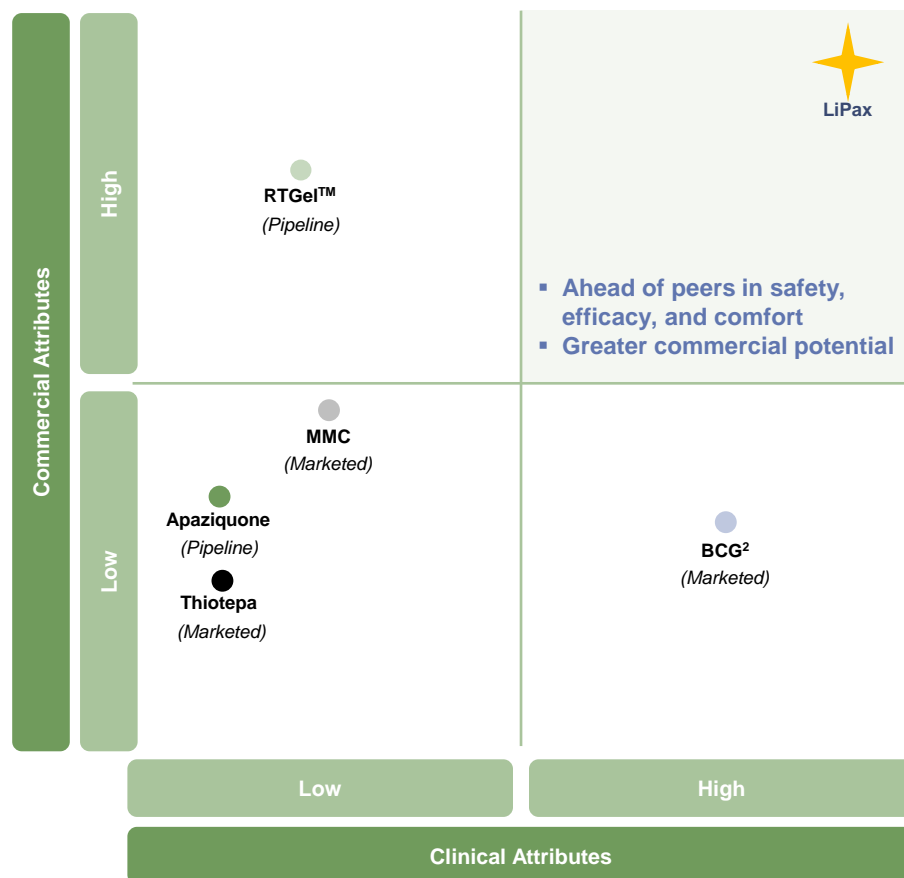 Commercial Attributes
High
Low
LiPax
RTGel™
(Pipeline)
▪ Ahead of peers in safety,
efficacy, and comfort
▪ Greater commercial potential
MMC
(Marketed)
Apaziquone
(Pipeline)
Thiotepa
(Marketed)
BCG²
(Marketed)
Low
High
Clinical Attributes